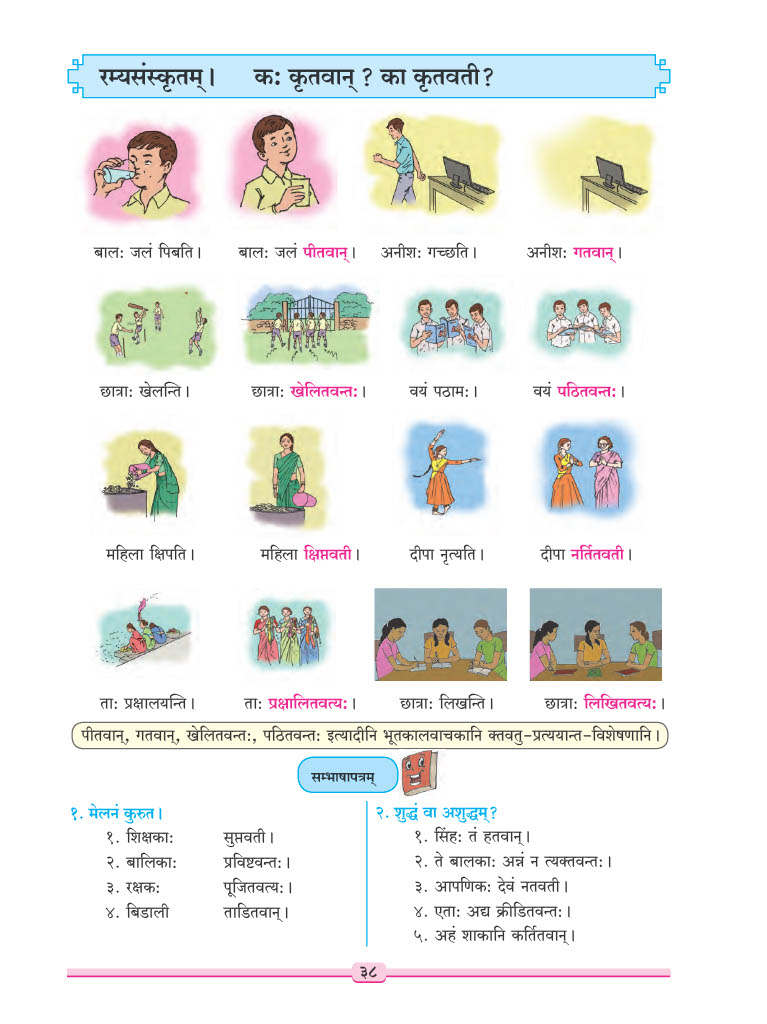 रम्यसंस्कृतम्। कः कृतवान् ? का कृतवती ?
बालः जलं पिबति। बालः जलं पीतवान्। अनीशः गच्छति। अनीशः गतवान्।
छात्राः खेलन्ति। छात्राः खेलितवन्तः। वयं पठामः। वयं पठितवन्तः।
महिला क्षिपति। महिला क्षिप्तवती। दीपा नृत्यति। दीपा नर्तितवती।
ताः प्रक्षालयन्ति। ताः प्रक्षालितवत्यः। छात्राः लिखन्ति। छात्राः लिखितवत्यः।
पीतवान्, गतवान्, खेलितवन्तः, पठितवन्तः इत्यादीनि भूतकालवाचकानि क्तवतु-प्रत्ययान्त-विशेषणानि।
सम्भाषापत्रम्
१. मेलनं कुरुत।
१. शिक्षकाः सुप्तवती।
२. बालिकाः प्रविष्टवन्तः।
३. रक्षकः पूजितवत्यः।
४. बिडाली ताडितवान्।
२. शुद्धं वा अशुद्धम्?
१. सिंहः तं हतवान्।
२. ते बालकाः अन्नं न त्यक्तवन्तः।
३. आपणिकः देवं नतवती।
४. एताः अद्य क्रीडितवन्तः।
५. अहं शाकानि कर्तितवान्।
३८